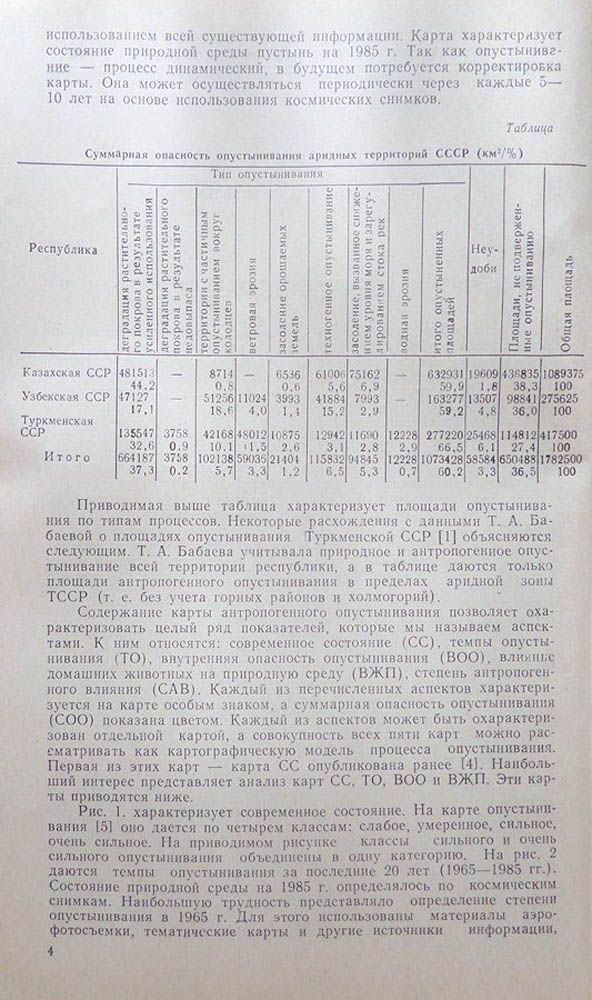 использованием всей существующей информации. Карта характеризует
состояние природной среды пустынь на 1985 г. Так как опустынива-
ние — процесс динамический, в будущем потребуется корректировка
карты. Она может осуществляться периодически через каждые 5—
10 лет на основе использования космических снимков.
Таблица
Суммарная опасность опустынивания аридных территорий СССР (км²/%)
Республика
Тип опустынивания
деградация растительно-
го покрова в результате
усиленного использования
деградация растительного
покрова в результате
недовыпаса
территории с частичным
опустыниванием вокруг
колодцев
ветровая эрозия
засоление орошаемых
земель
техногенное опустынивание
засоление, вызванное сниже-
нием уровня моря и зарегу-
лированием стока рек
водная эрозия
итого опустыненных
площадей
Неу-
доби
Площади, не подвержен-
ные опустыниванию
Общая площадь
Казахская ССР 481513 — 8714 — 6536 61006 75162 — 632931 19609 436835 1089375
44,2 0,8 0,6 5,6 6,9 59,9 1,8 38,3 100
Узбекская ССР 47127 — 51256 11024 3993 41884 7993 — 163277 13507 98841 275625
17,1 18,6 4,0 1,4 15,2 2,9 59,2 4,8 36,0 100
Туркменская
ССР 135547 3758 42168 48012 10875 12942 11690 12228 277220 25468 114812 417500
32,6 0,9 10,1 11,5 2,6 3,1 2,8 2,9 66,5 6,1 27,4 100
Итого 664187 3758 102138 59036 21404 115832 94845 12228 1073428 58584 650488 1782500
37,3 0,2 5,7 3,3 1,2 6,5 5,3 0,7 60,2 3,3 36,5 100
Приводимая выше таблица характеризует площади опустынива-
ния по типам процессов. Некоторые расхождения с данными Т. А. Ба-
баевой о площадях опустынивания Туркменской ССР [1] объясняются
следующим. Т. А. Бабаева учитывала природное и антропогенное опус-
тынивание всей территории республики, а в таблице даются только
площади антропогенного опустынивания в пределах аридной зоны
ТССР (т. е. без учета горных районов и холмогорий).
Содержание карты антропогенного опустынивания позволяет оха-
рактеризовать целый ряд показателей, которые мы называем аспек-
тами. К ним относятся: современное состояние (СС), темпы опусты-
нивания (ТО), внутренняя опасность опустынивания (ВОО), влияние
домашних животных на природную среду (ВЖП), степень антропоген-
ного влияния (САВ). Каждый из перечисленных аспектов характери-
зуется на карте особым знаком, а суммарная опасность опустынивания
(СОО) показана цветом. Каждый из аспектов может быть охарактери-
зован отдельной картой, а совокупность всех пяти карт можно рас-
сматривать как картографическую модель процесса опустынивания.
Первая из этих карт — карта СС опубликована ранее [4]. Наиболь-
ший интерес представляет анализ карт СС, ТО, ВОО и ВЖП. Эти кар-
ты приводятся ниже.
Рис. 1. характеризует современное состояние. На карте опустыни-
вания [5] оно дается по четырем классам: слабое, умеренное, сильное,
очень сильное. На приводимом рисунке классы сильного и очень
сильного опустынивания объединены в одну категорию. На рис. 2
даются темпы опустынивания за последние 20 лет (1965—1985 гг.).
Состояние природной среды на 1985 г. определялось по космическим
снимкам. Наибольшую трудность представляло определение степени
опустынивания в 1965 г. Для этого использованы материалы аэро-
фотосъемки, тематические карты и другие источники информации,
4